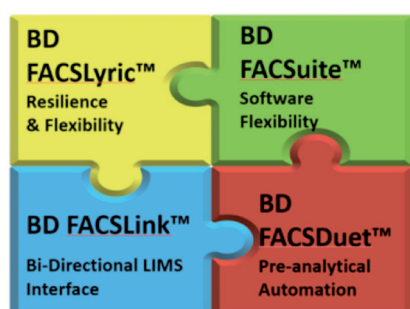 BD
FACSLyric™
Resilience
& Flexibility
BD
FACSuite™
Software
Flexibility
BD FACSLink™
Bi-Directional LIMS
Interface
BD
FACSDuet™
Pre-analytical
Automation